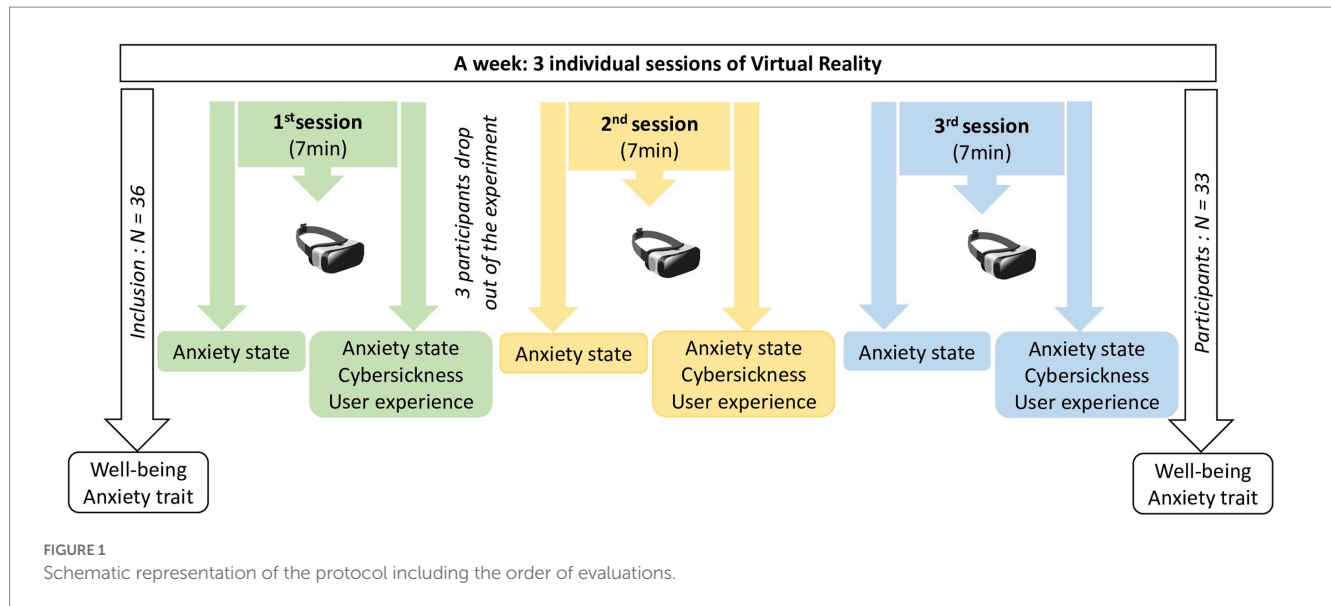 A week: 3 individual sessions of Virtual Reality
Inclusion : N = 36
1st session
(7min)
3 participants drop
out of the experiment
2nd session
(7min)
3rd session
(7min)
Participants : N = 33
Anxiety state
Anxiety state
Cybersickness
User experience
Anxiety state
Anxiety state
Cybersickness
User experience
Anxiety state
Anxiety state
Cybersickness
User experience
Well-being
Anxiety trait
Well-being
Anxiety trait
FIGURE 1
Schematic representation of the protocol including the order of evaluations.